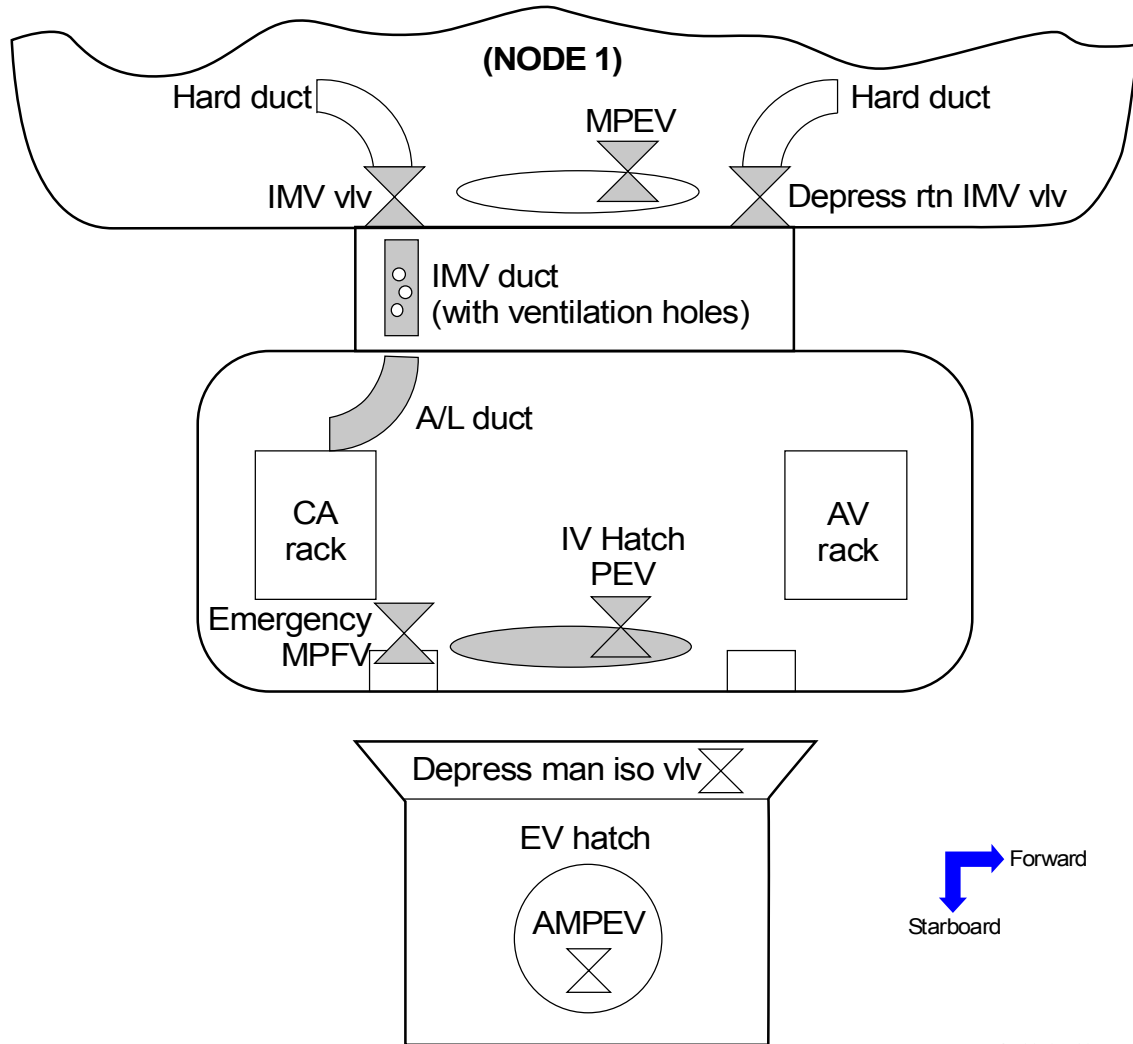 (NODE 1)
Hard duct
Hard duct
MPEV
IMV vlv
Depress rtn IMV vlv
IMV duct
(with ventilation holes)
A/L duct
CA
rack
AV
rack
IV Hatch
PEV
Emergency
MPFV
Depress man iso vlv
EV hatch
AMPEV
Forward
Starboard